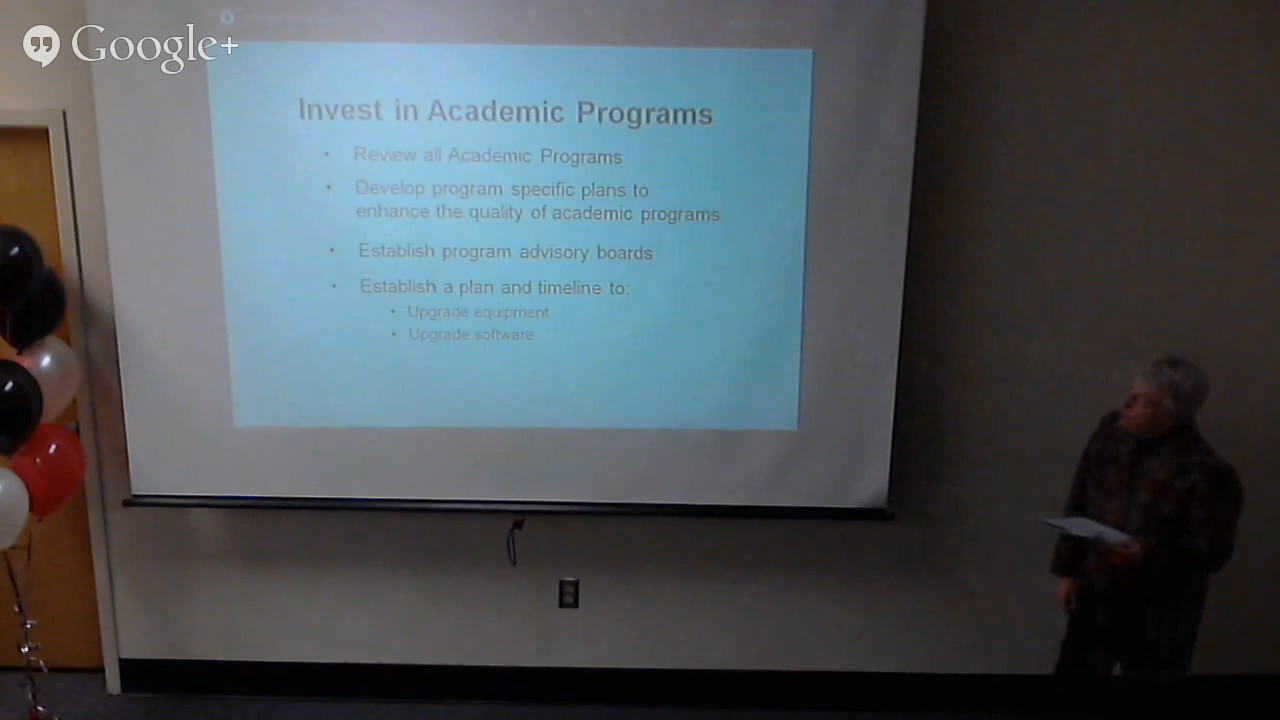 Google+
Invest in Academic Programs
• Review all Academic Programs
• Develop program specific plans to
enhance the quality of academic programs
• Establish program advisory boards
• Establish a plan and timeline to:
• Upgrade equipment
• Upgrade software